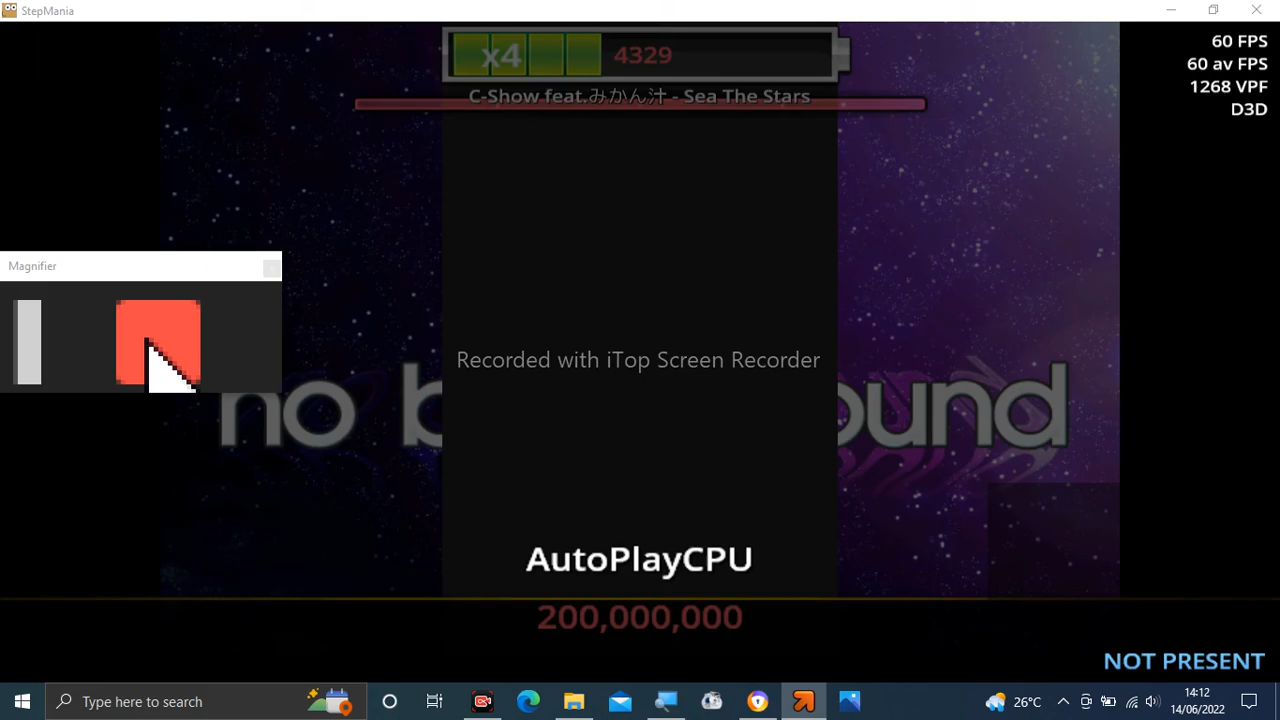 StepMania
60 FPS
60 av FPS
1268 VPF
D3D
x4 4329
C-Show feat.みかん汁 - Sea The Stars
Magnifier
Recorded with iTop Screen Recorder
no b ound
AutoPlayCPU
200,000,000
NOT PRESENT
Type here to search
26°C
14:12
14/06/2022